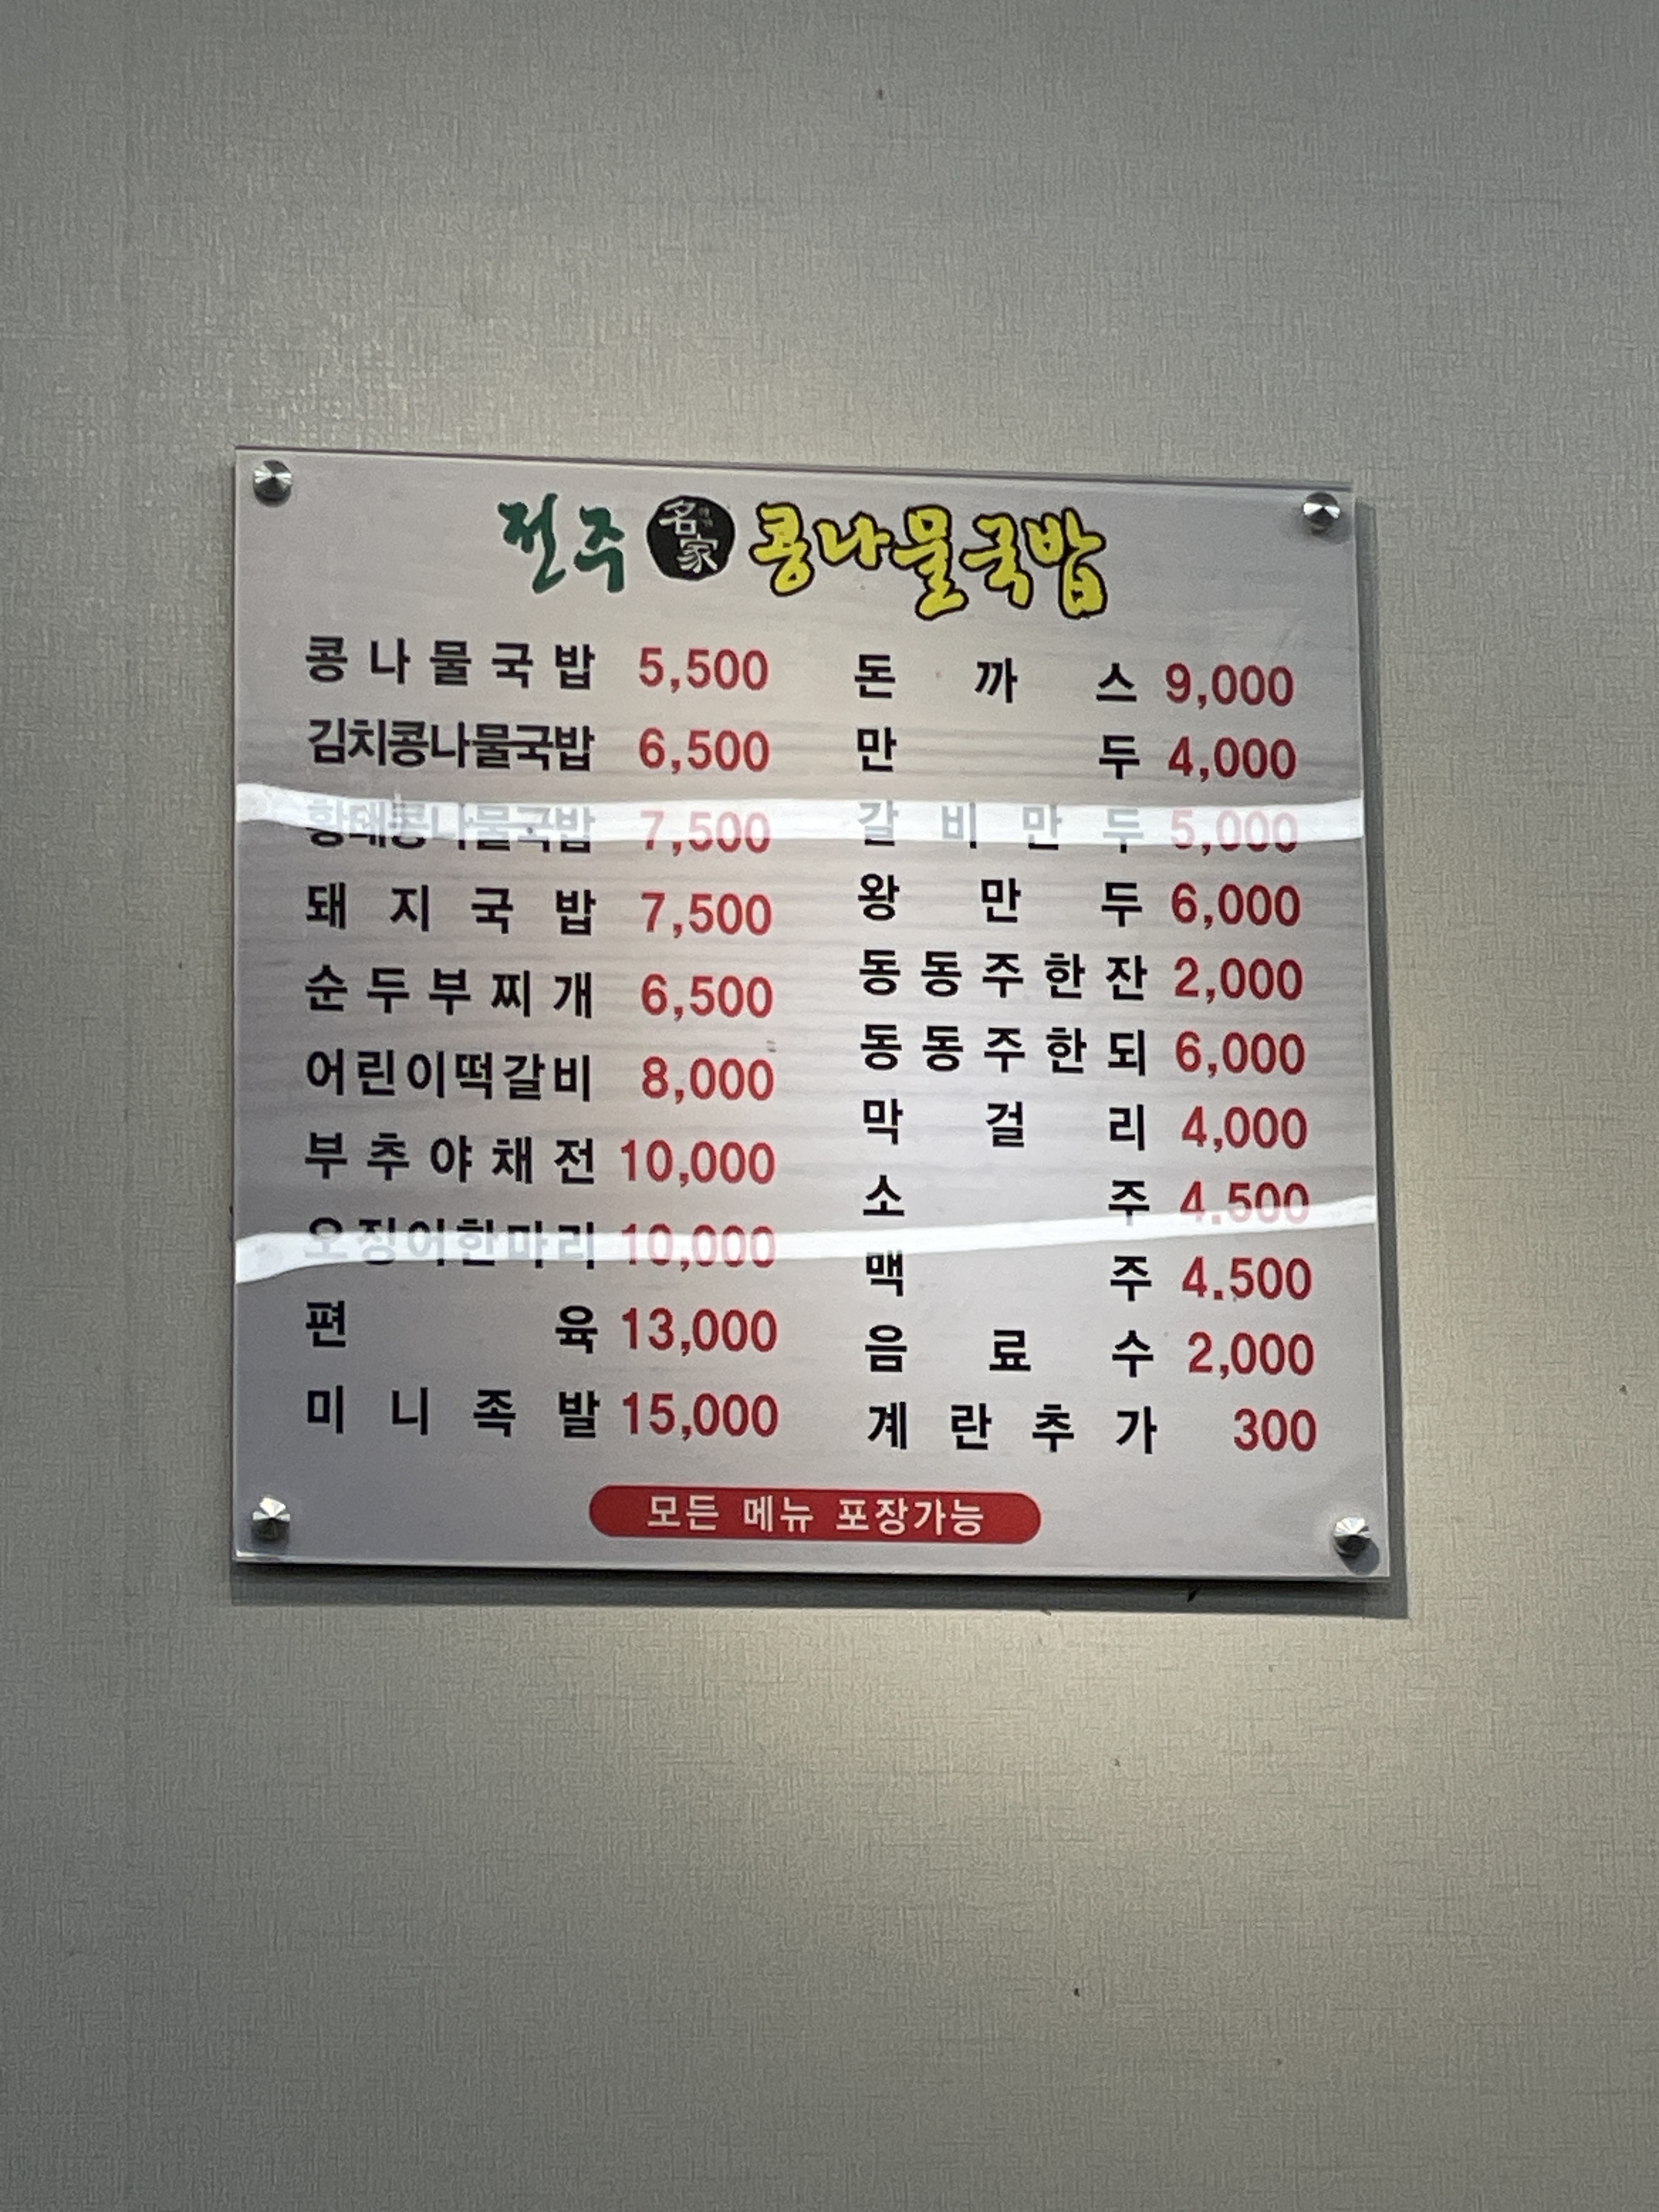 전주 名家 콩나물국밥
콩나물국밥 5,500
김치콩나물국밥 6,500
황태콩나물국밥 7,500
돼지국밥 7,500
순두부찌개 6,500
어린이떡갈비 8,000
부추야채전 10,000
오징어한마리 10,000
편육 13,000
미니족발 15,000
돈까스 9,000
만두 4,000
갈비만두 5,000
왕만두 6,000
동동주한잔 2,000
동동주한되 6,000
막걸리 4,000
소주 4.500
맥주 4.500
음료수 2,000
계란추가 300
모든 메뉴 포장가능